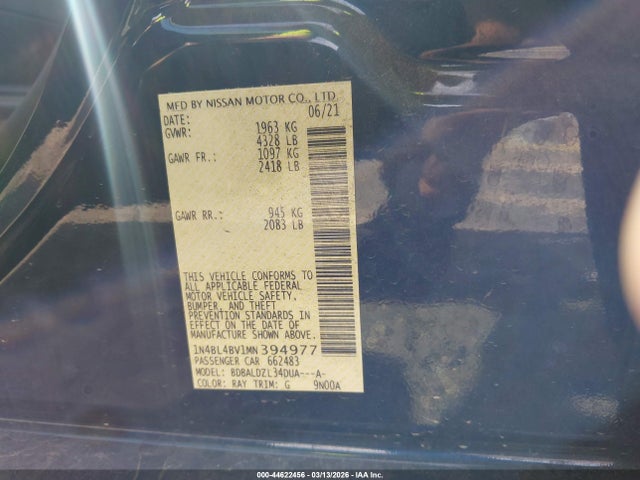 MFD BY NISSAN MOTOR CO., LTD.
DATE: 06/21
GVWR: 1963 KG
4328 LB
GAWR FR.: 1097 KG
2418 LB
GAWR RR.: 945 KG
2083 LB
THIS VEHICLE CONFORMS TO
ALL APPLICABLE FEDERAL
MOTOR VEHICLE SAFETY,
BUMPER, AND THEFT
PREVENTION STANDARDS IN
EFFECT ON THE DATE OF
MANUFACTURE SHOWN ABOVE.
1N4BL4BV1MN394977
PASSENGER CAR 662483
MODEL: BDBALDZL34DUA---A-
COLOR: RAY TRIM: G 9N00A
000-44622456 | 03/13/2026 | IAA Inc.